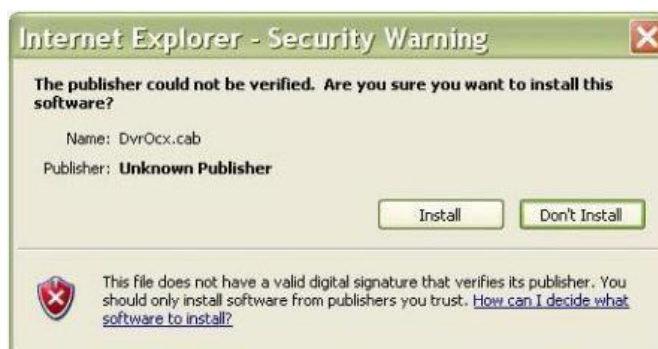 Internet Explorer - Security Warning
The publisher could not be verified. Are you sure you want to install this
software?
Name: DvrOcx.cab
Publisher: Unknown Publisher
Install
Don't Install
This file does not have a valid digital signature that verifies its publisher. You
should only install software from publishers you trust. How can I decide what
software to install?